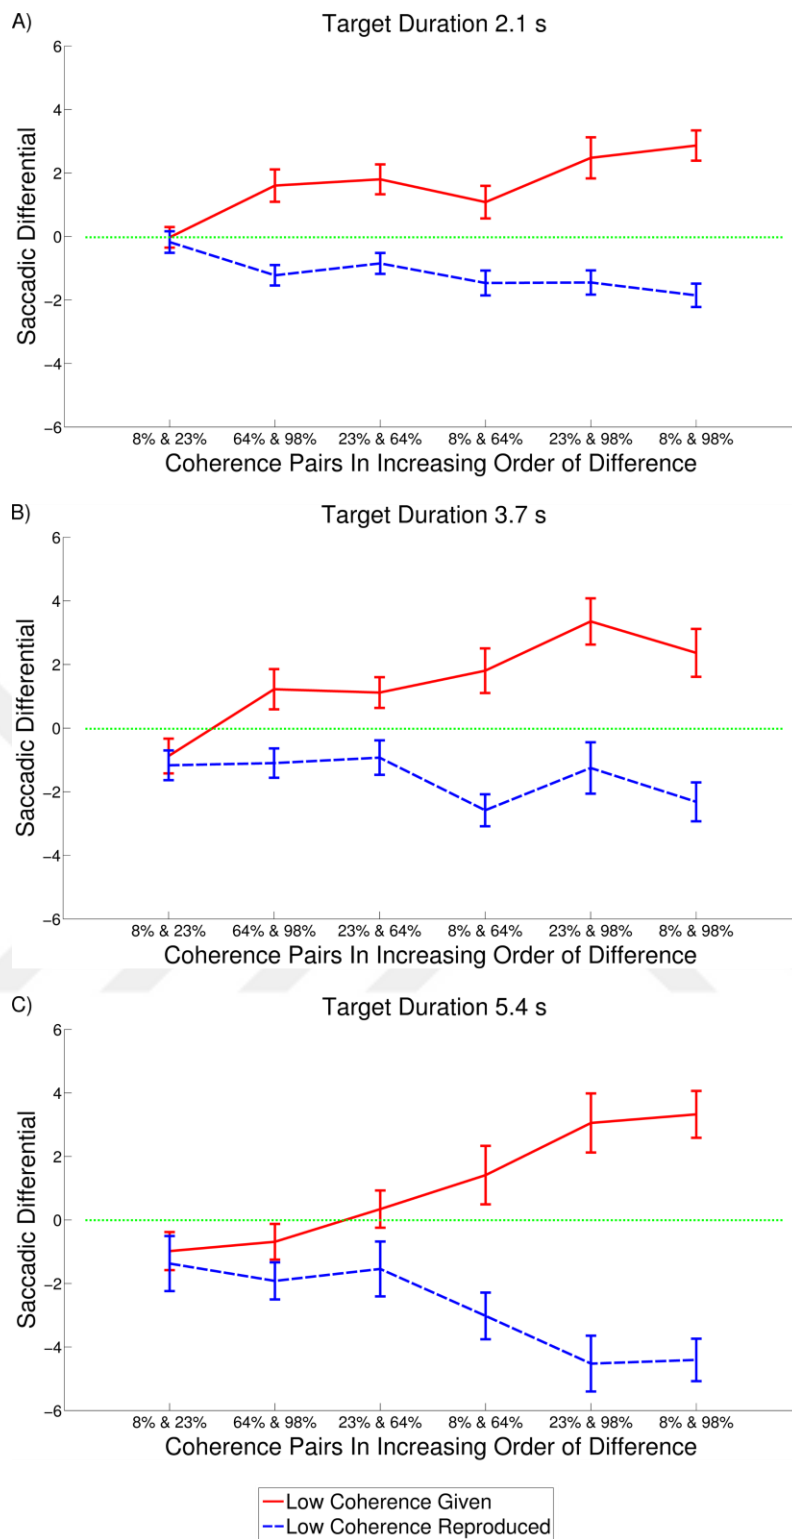 A)
Target Duration 2.1 s
6
4
2
0
−2
−4
−6
Saccadic Differential
8% & 23% 64% & 98% 23% & 64% 8% & 64% 23% & 98% 8% & 98%
Coherence Pairs In Increasing Order of Difference
B)
Target Duration 3.7 s
6
4
2
0
−2
−4
−6
Saccadic Differential
8% & 23% 64% & 98% 23% & 64% 8% & 64% 23% & 98% 8% & 98%
Coherence Pairs In Increasing Order of Difference
C)
Target Duration 5.4 s
6
4
2
0
−2
−4
−6
Saccadic Differential
8% & 23% 64% & 98% 23% & 64% 8% & 64% 23% & 98% 8% & 98%
Coherence Pairs In Increasing Order of Difference
Low Coherence Given
Low Coherence Reproduced